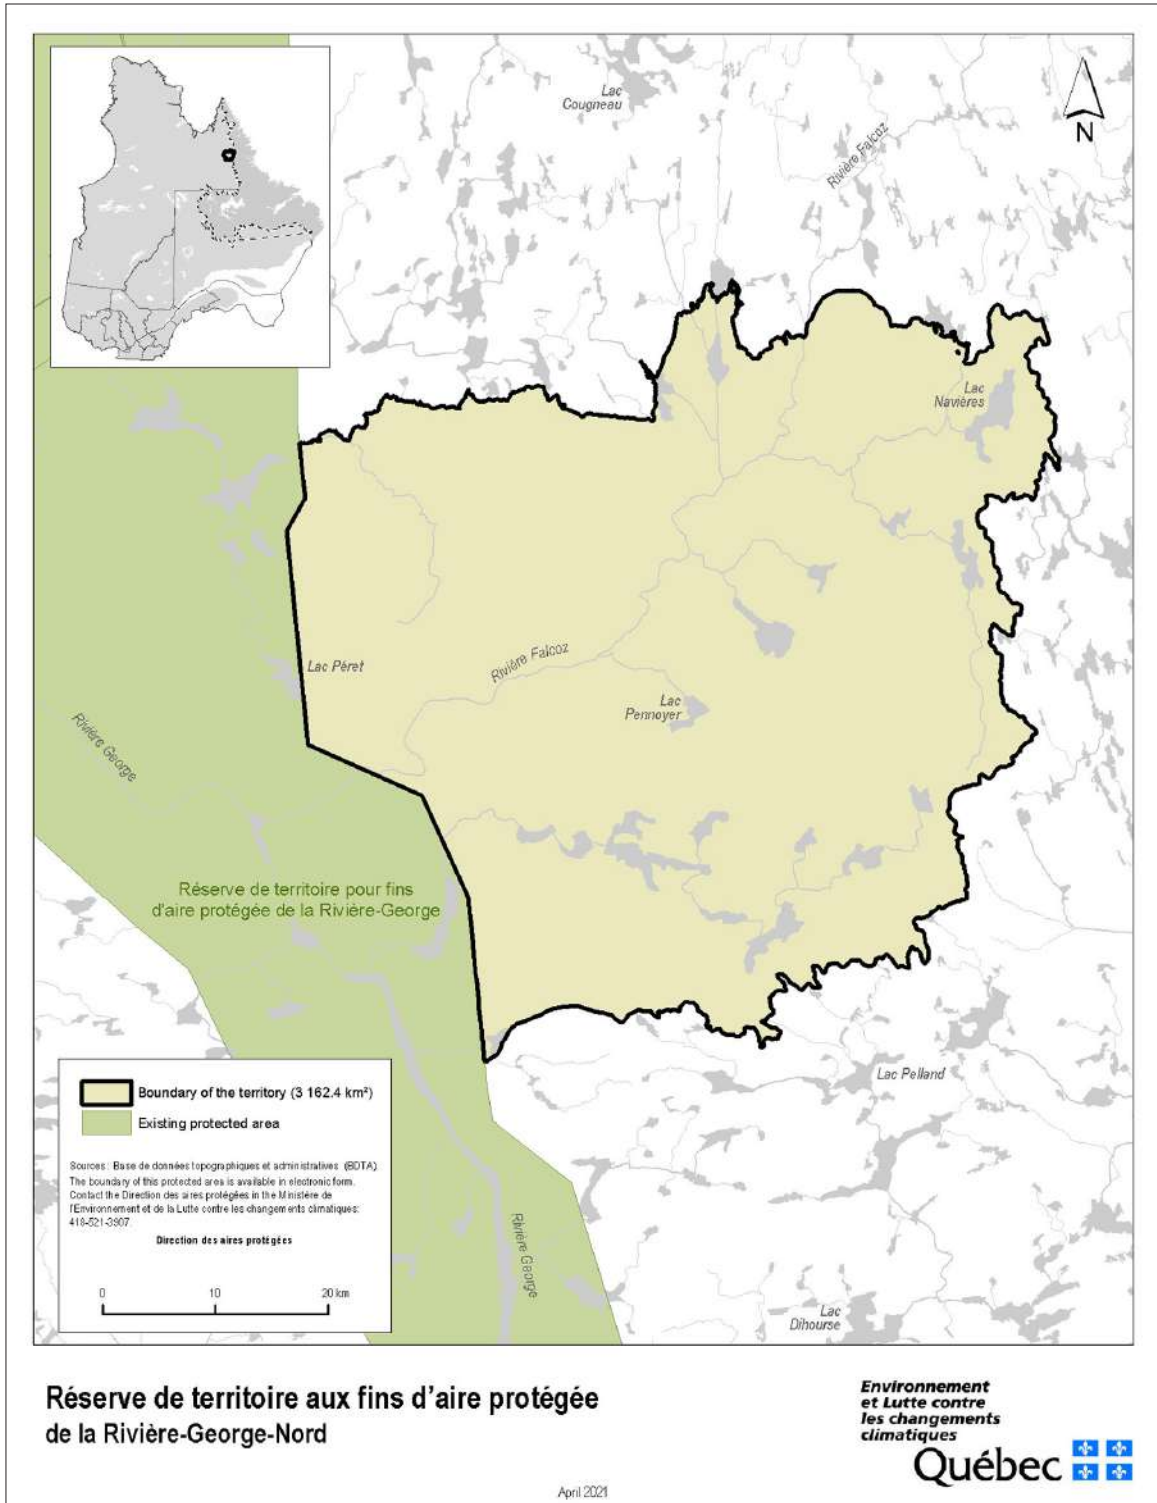 Lac
Cougneau
N
Rivière Falcoz
Lac
Navières
Rivière Falcoz
Lac Péret
Lac
Pennoyer
Rivière George
Réserve de territoire pour fins
d'aire protégée de la Rivière-George
Lac Pelland
Boundary of the territory (3 162.4 km²)
Existing protected area
Sources: Base de données topographiques et administratives (BDTA)
The boundary of this protected area is available in electronic form.
Contact the Direction des aires protégées in the Ministère de
l'Environnement et de la Lutte contre les changements climatiques:
418-521-3907.
Direction des aires protégées
0 10 20 km
Rivière George
Lac
Dihourse
Réserve de territoire aux fins d'aire protégée
de la Rivière-George-Nord
Environnement
et Lutte contre
les changements
climatiques
Québec
April 2021